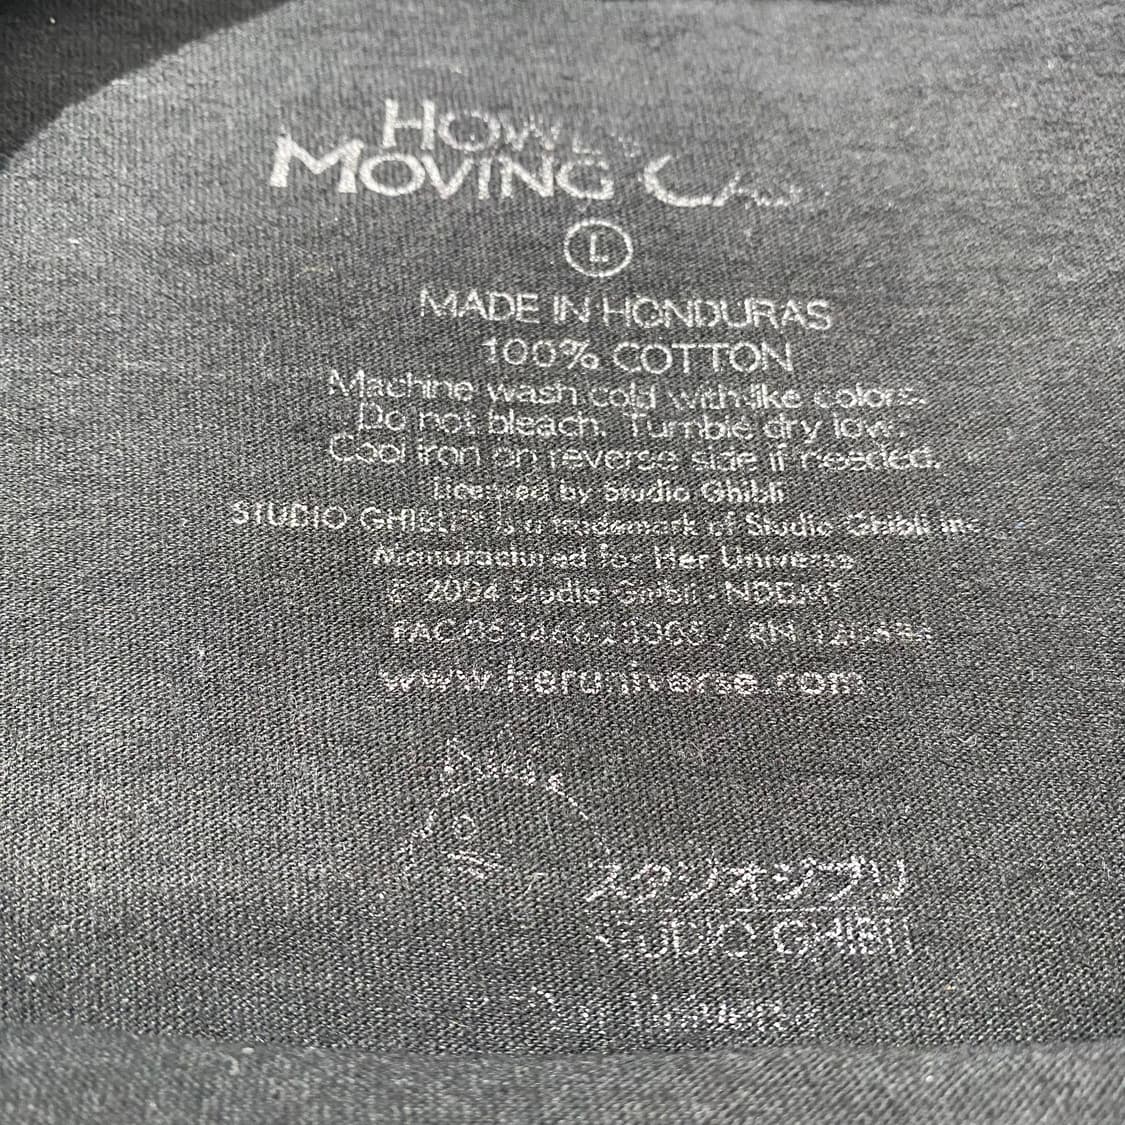 HOWL'S
MOVING CAS
L
MADE IN HONDURAS
100% COTTON
Machine wash cold with like colors.
Do not bleach. Tumble dry low.
Cool iron on reverse side if needed.
Licensed by Studio Ghibli
STUDIO GHIBLI is a trademark of Studio Ghibli Inc.
Manufactured for Her Universe
© 2004 Studio Ghibli - NDDMT
RN
www.heruniverse.com
スタジオジブリ
STUDIO GHIBLI